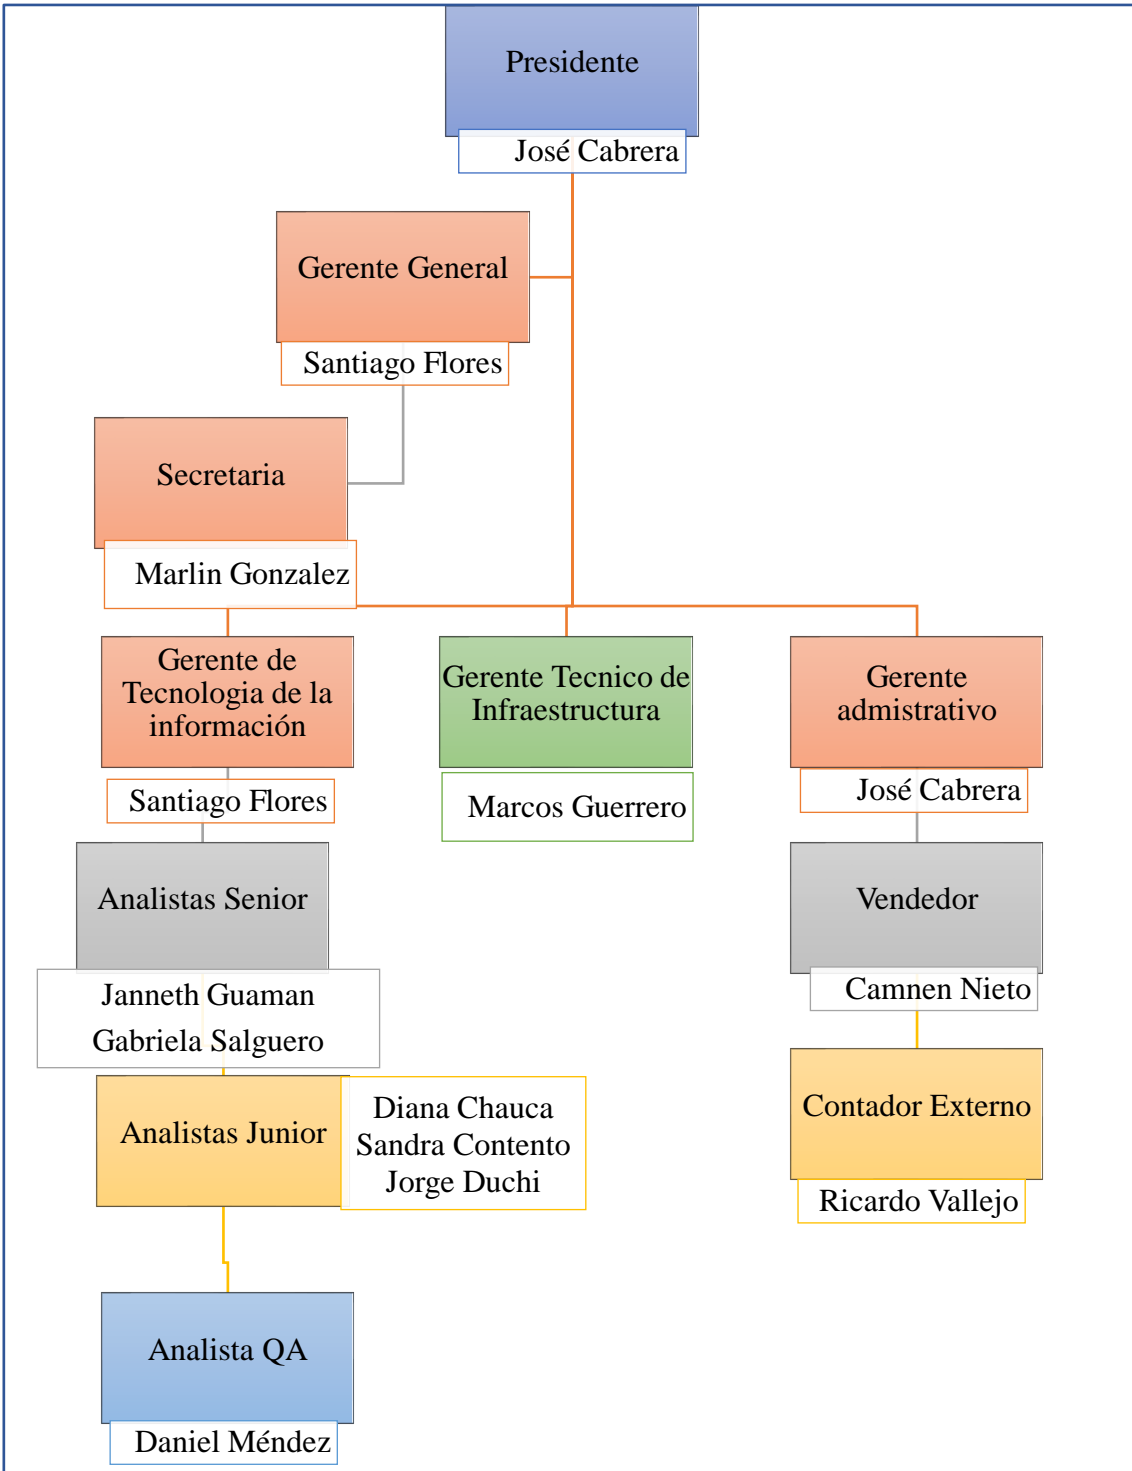 Presidente
José Cabrera
Gerente General
Santiago Flores
Secretaria
Marlin Gonzalez
Gerente de
Tecnologia de la
información
Santiago Flores
Gerente Tecnico de
Infraestructura
Marcos Guerrero
Gerente
admistrativo
José Cabrera
Analistas Senior
Janneth Guaman
Gabriela Salguero
Vendedor
Camnen Nieto
Analistas Junior
Diana Chauca
Sandra Contento
Jorge Duchi
Contador Externo
Ricardo Vallejo
Analista QA
Daniel Méndez